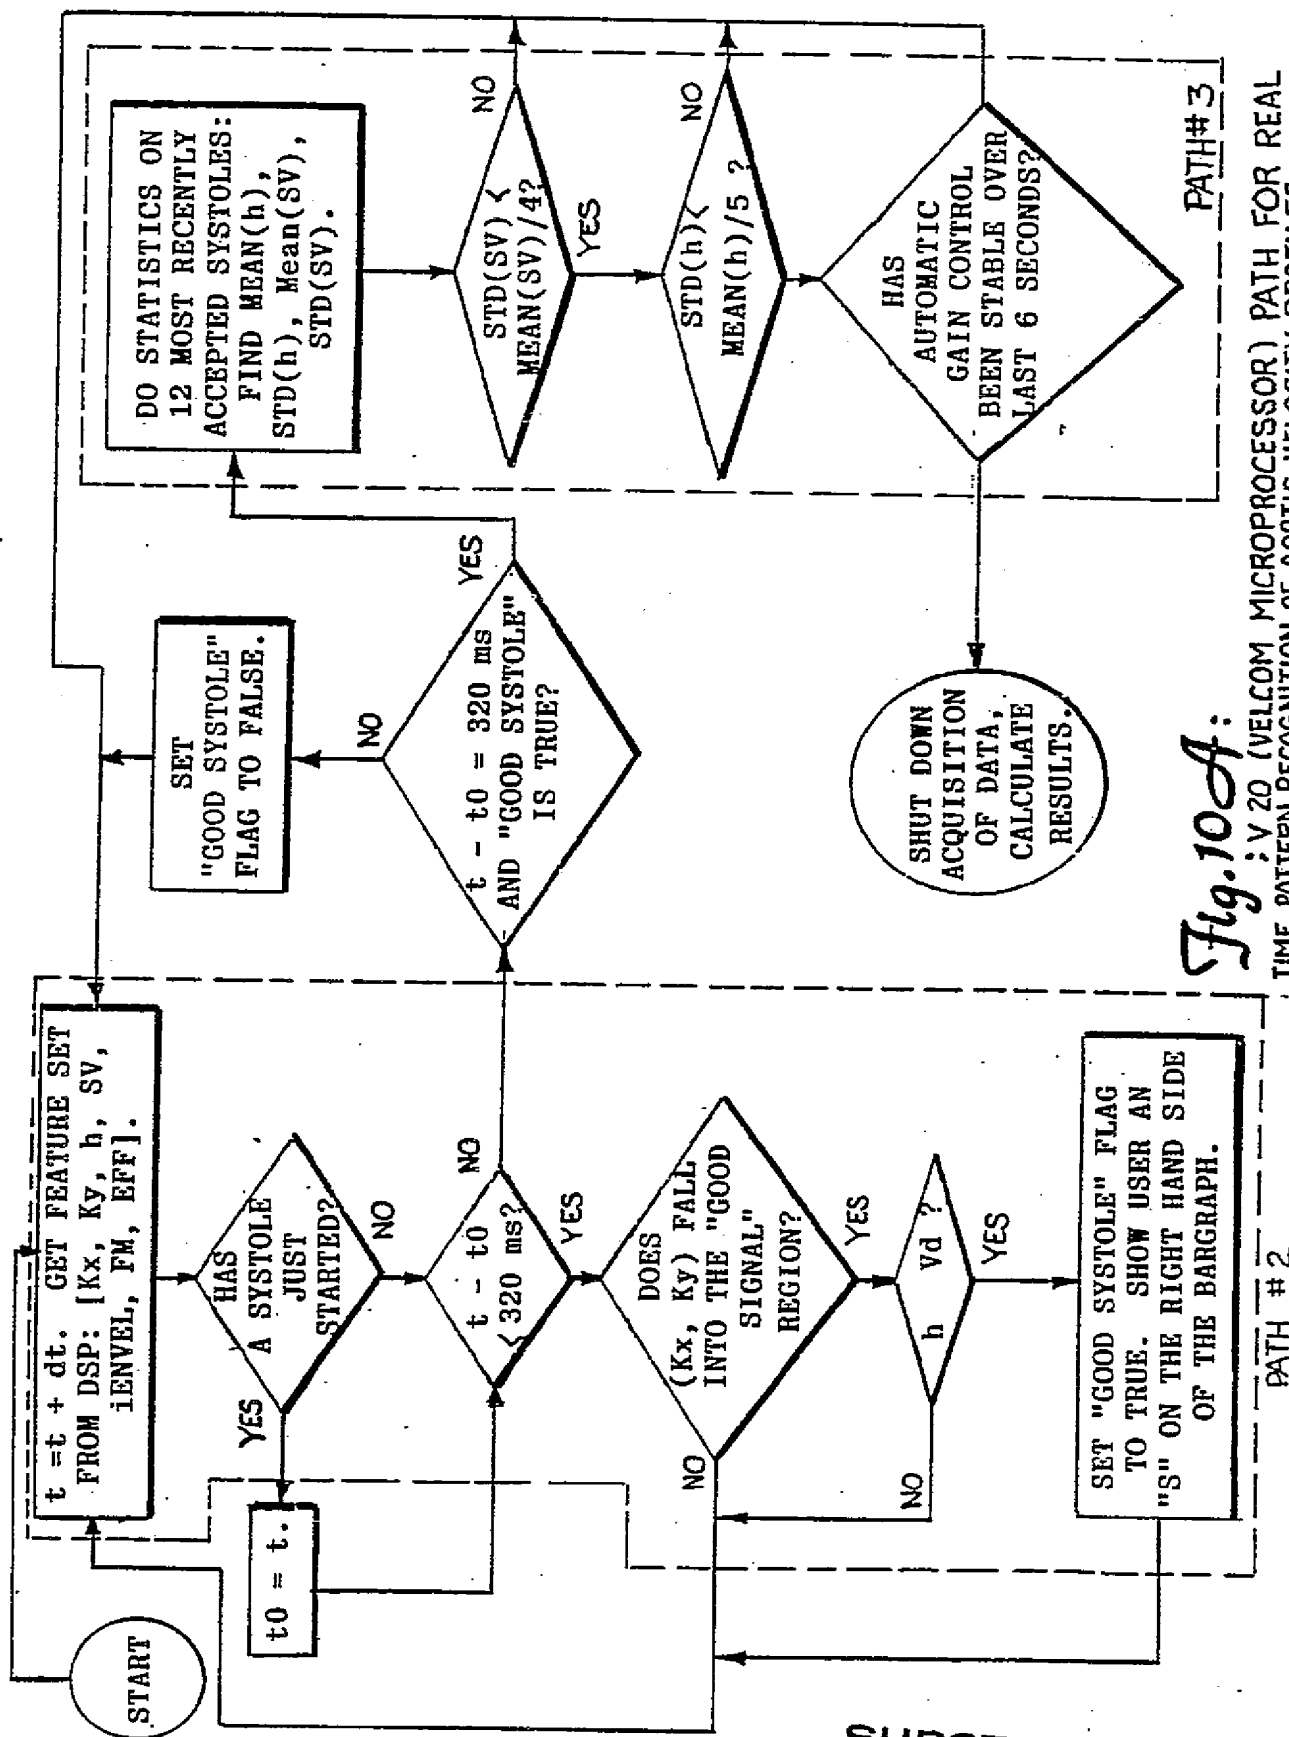 START
t =t + dt. GET FEATURE SET
FROM DSP: [Kx, Ky, h, SV,
iENVEL, FM, EFF].
HAS
A SYSTOLE
JUST
STARTED?
YES
NO
t0 = t.
t - t0
<320 ms?
NO
YES
DOES
(Kx, Ky) FALL
INTO THE "GOOD
SIGNAL"
REGION?
NO
YES
h Vd ?
NO
YES
SET "GOOD SYSTOLE" FLAG
TO TRUE. SHOW USER AN
"S" ON THE RIGHT HAND SIDE
OF THE BARGRAPH.
PATH #2
SET
"GOOD SYSTOLE"
FLAG TO FALSE.
NO
t - t0 = 320 ms
AND "GOOD SYSTOLE"
IS TRUE?
YES
DO STATISTICS ON
12 MOST RECENTLY
ACCEPTED SYSTOLES:
FIND MEAN(h),
STD(h), Mean(SV),
STD(SV).
STD(SV) <
MEAN(SV)/4?
NO
YES
STD(h)<
MEAN(h)/5 ?
NO
HAS
AUTOMATIC
GAIN CONTROL
BEEN STABLE OVER
LAST 6 SECONDS?
PATH#3
SHUT DOWN
ACQUISITION
OF DATA,
CALCULATE
RESULTS.
Fig.10A:
;V 20 (VELCOM MICROPROCESSOR) PATH FOR REAL
TIME PATTERN RECOGNITION OF AORTIC VELOCITY